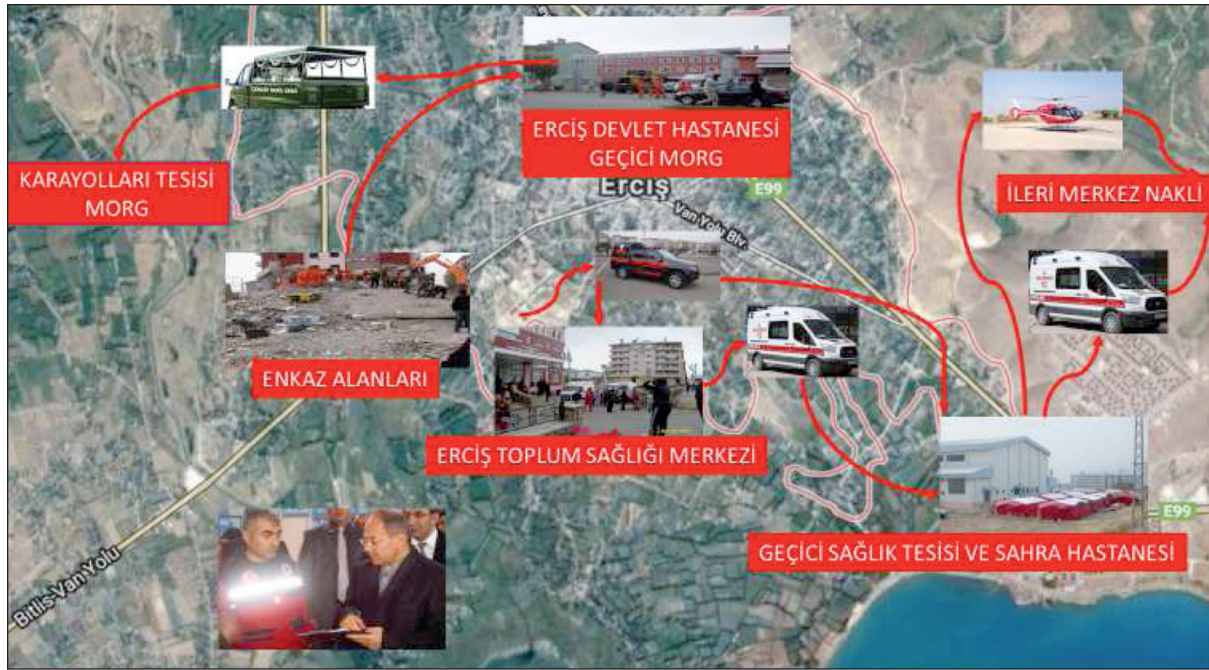 ERCİŞ DEVLET HASTANESİ
GEÇİCİ MORG
KARAYOLLARI TESİSİ
MORG
İLERİ MERKEZ NAKLİ
Erciş
E99
Van Yolu Blv.
ENKAZ ALANLARI
ERCİŞ TOPLUM SAĞLIĞI MERKEZİ
E99
GEÇİCİ SAĞLIK TESİSİ VE SAHRA HASTANESİ
Bitlis-Van Yolu